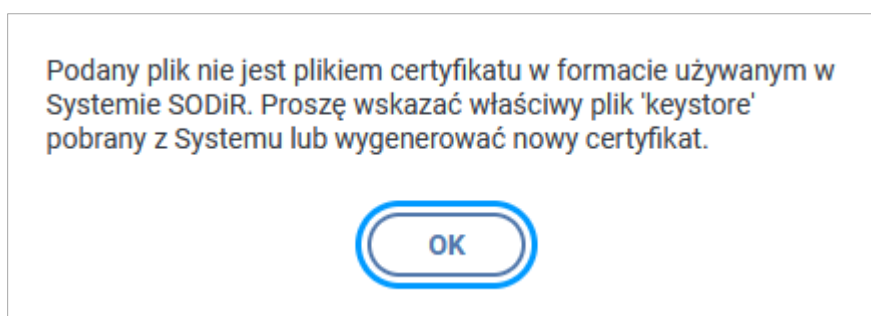 Podany plik nie jest plikiem certyfikatu w formacie używanym w
Systemie SODiR. Proszę wskazać właściwy plik 'keystore'
pobrany z Systemu lub wygenerować nowy certyfikat.
OK